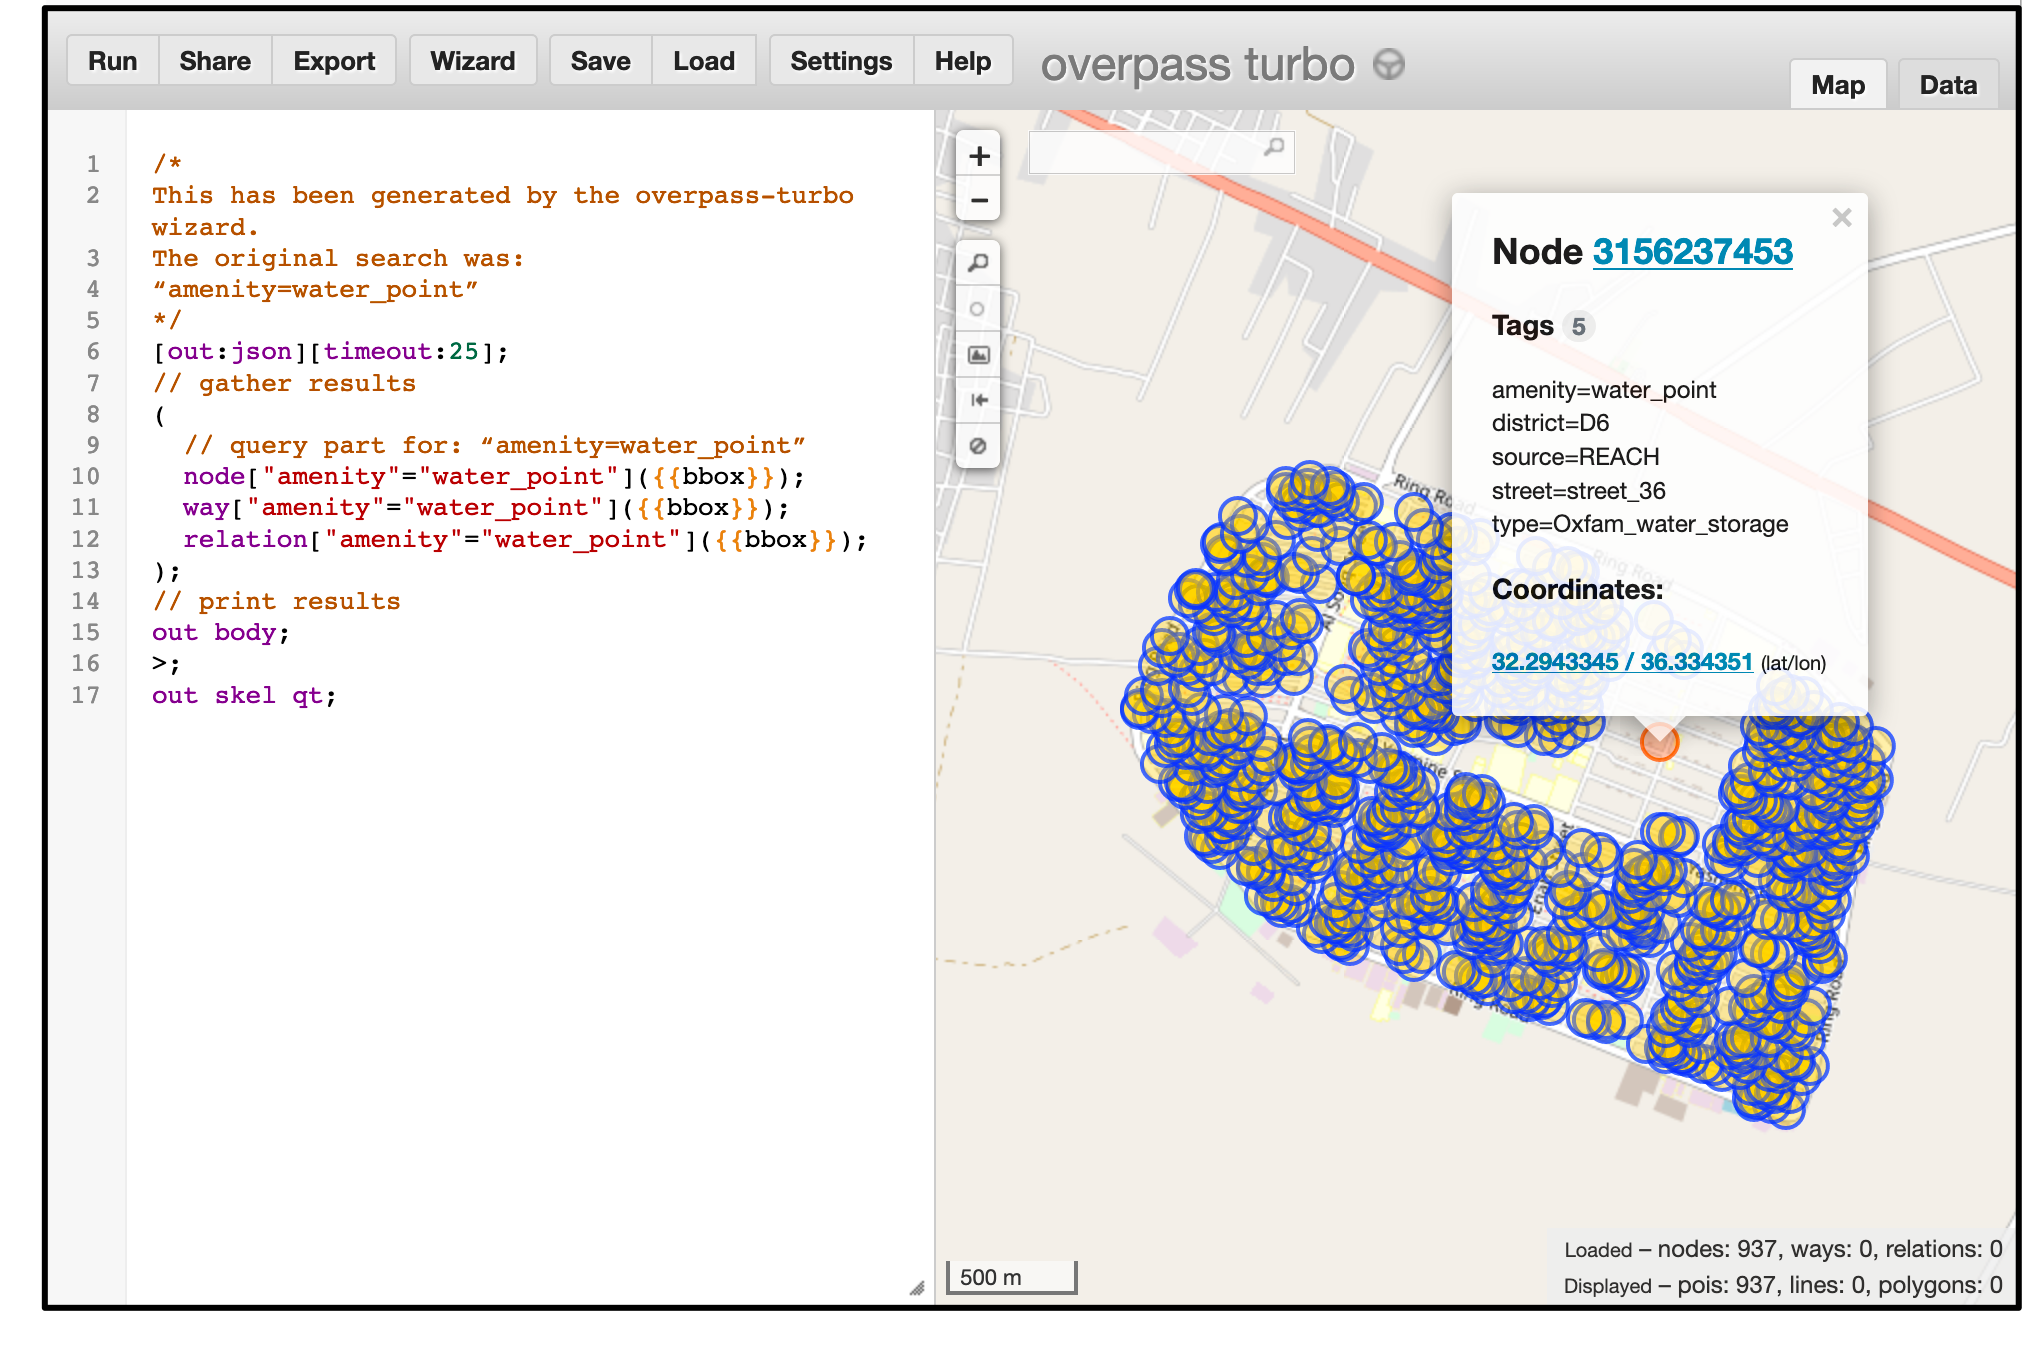 Run Share Export Wizard Save Load Settings Help overpass turbo
Map Data
1 /*
2 This has been generated by the overpass-turbo
wizard.
3 The original search was:
4 “amenity=water_point”
5 */
6 [out:json][timeout:25];
7 // gather results
8 (
9 // query part for: “amenity=water_point”
10 node["amenity"="water_point"]({{bbox}});
11 way["amenity"="water_point"]({{bbox}});
12 relation["amenity"="water_point"]({{bbox}});
13 );
14 // print results
15 out body;
16 >;
17 out skel qt;
+
−
×
Node 3156237453
Tags 5
amenity=water_point
district=D6
source=REACH
street=street_36
type=Oxfam_water_storage
Coordinates:
32.2943345 / 36.334351 (lat/lon)
Ring Road
Ring Road
Ring Road
500 m
Loaded – nodes: 937, ways: 0, relations: 0
Displayed – pois: 937, lines: 0, polygons: 0